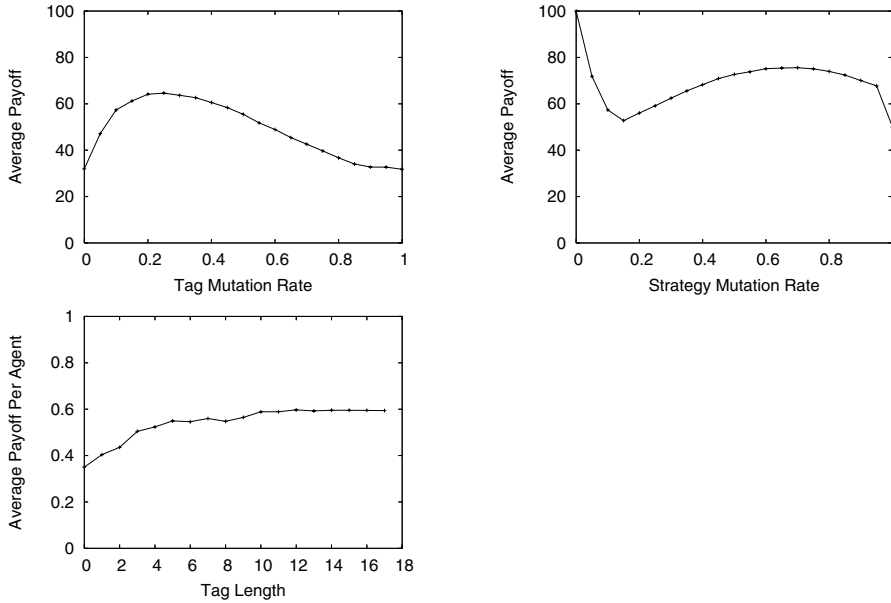 100
80
60
40
20
0
Average Payoff
0 0.2 0.4 0.6 0.8 1
Tag Mutation Rate
100
80
60
40
20
0
Average Payoff
0 0.2 0.4 0.6 0.8
Strategy Mutation Rate
1
0.8
0.6
0.4
0.2
0
Average Payoff Per Agent
0 2 4 6 8 10 12 14 16 18
Tag Length